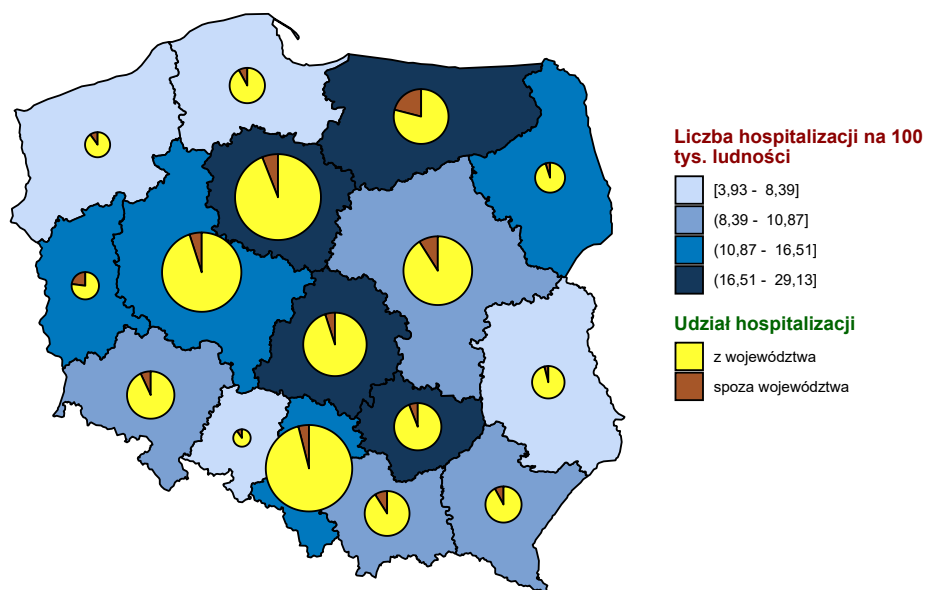 Liczba hospitalizacji na 100
tys. ludności
[3,93 - 8,39]
(8,39 - 10,87]
(10,87 - 16,51]
(16,51 - 29,13]
Udział hospitalizacji
z województwa
spoza województwa